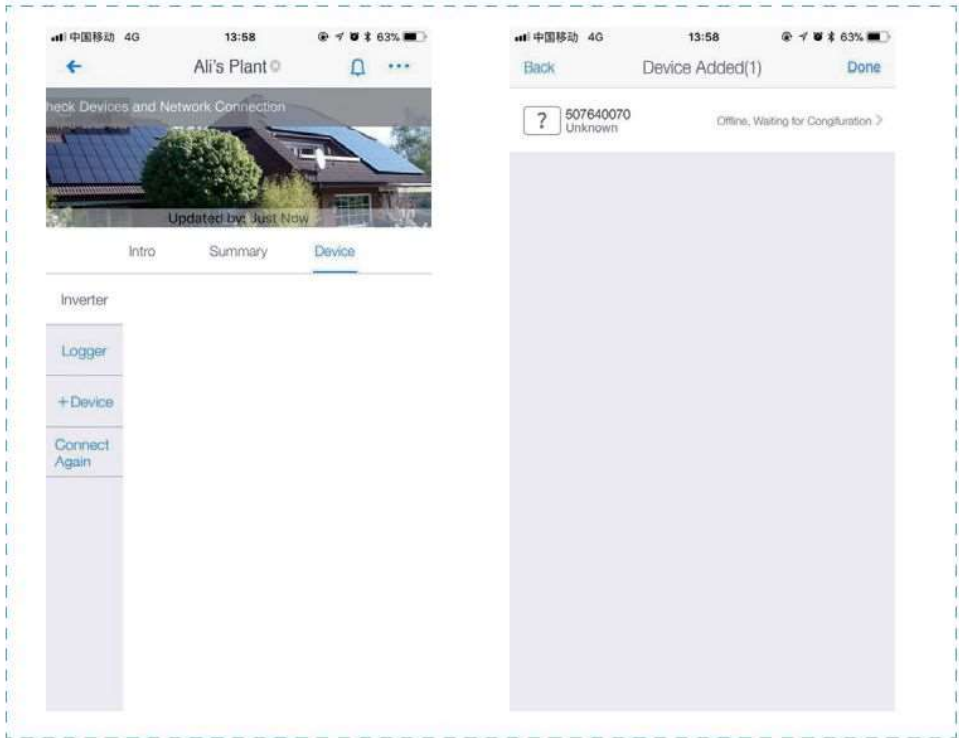 中国移动 4G 13:58 63%
Ali's Plant
heck Devices and Network Connection
Updated by: Just Now
Intro Summary Device
Inverter
Logger
+Device
Connect
Again
中国移动 4G 13:58 63%
Back Device Added(1) Done
?
507640070
Unknown
Offline, Waiting for Congifuration >